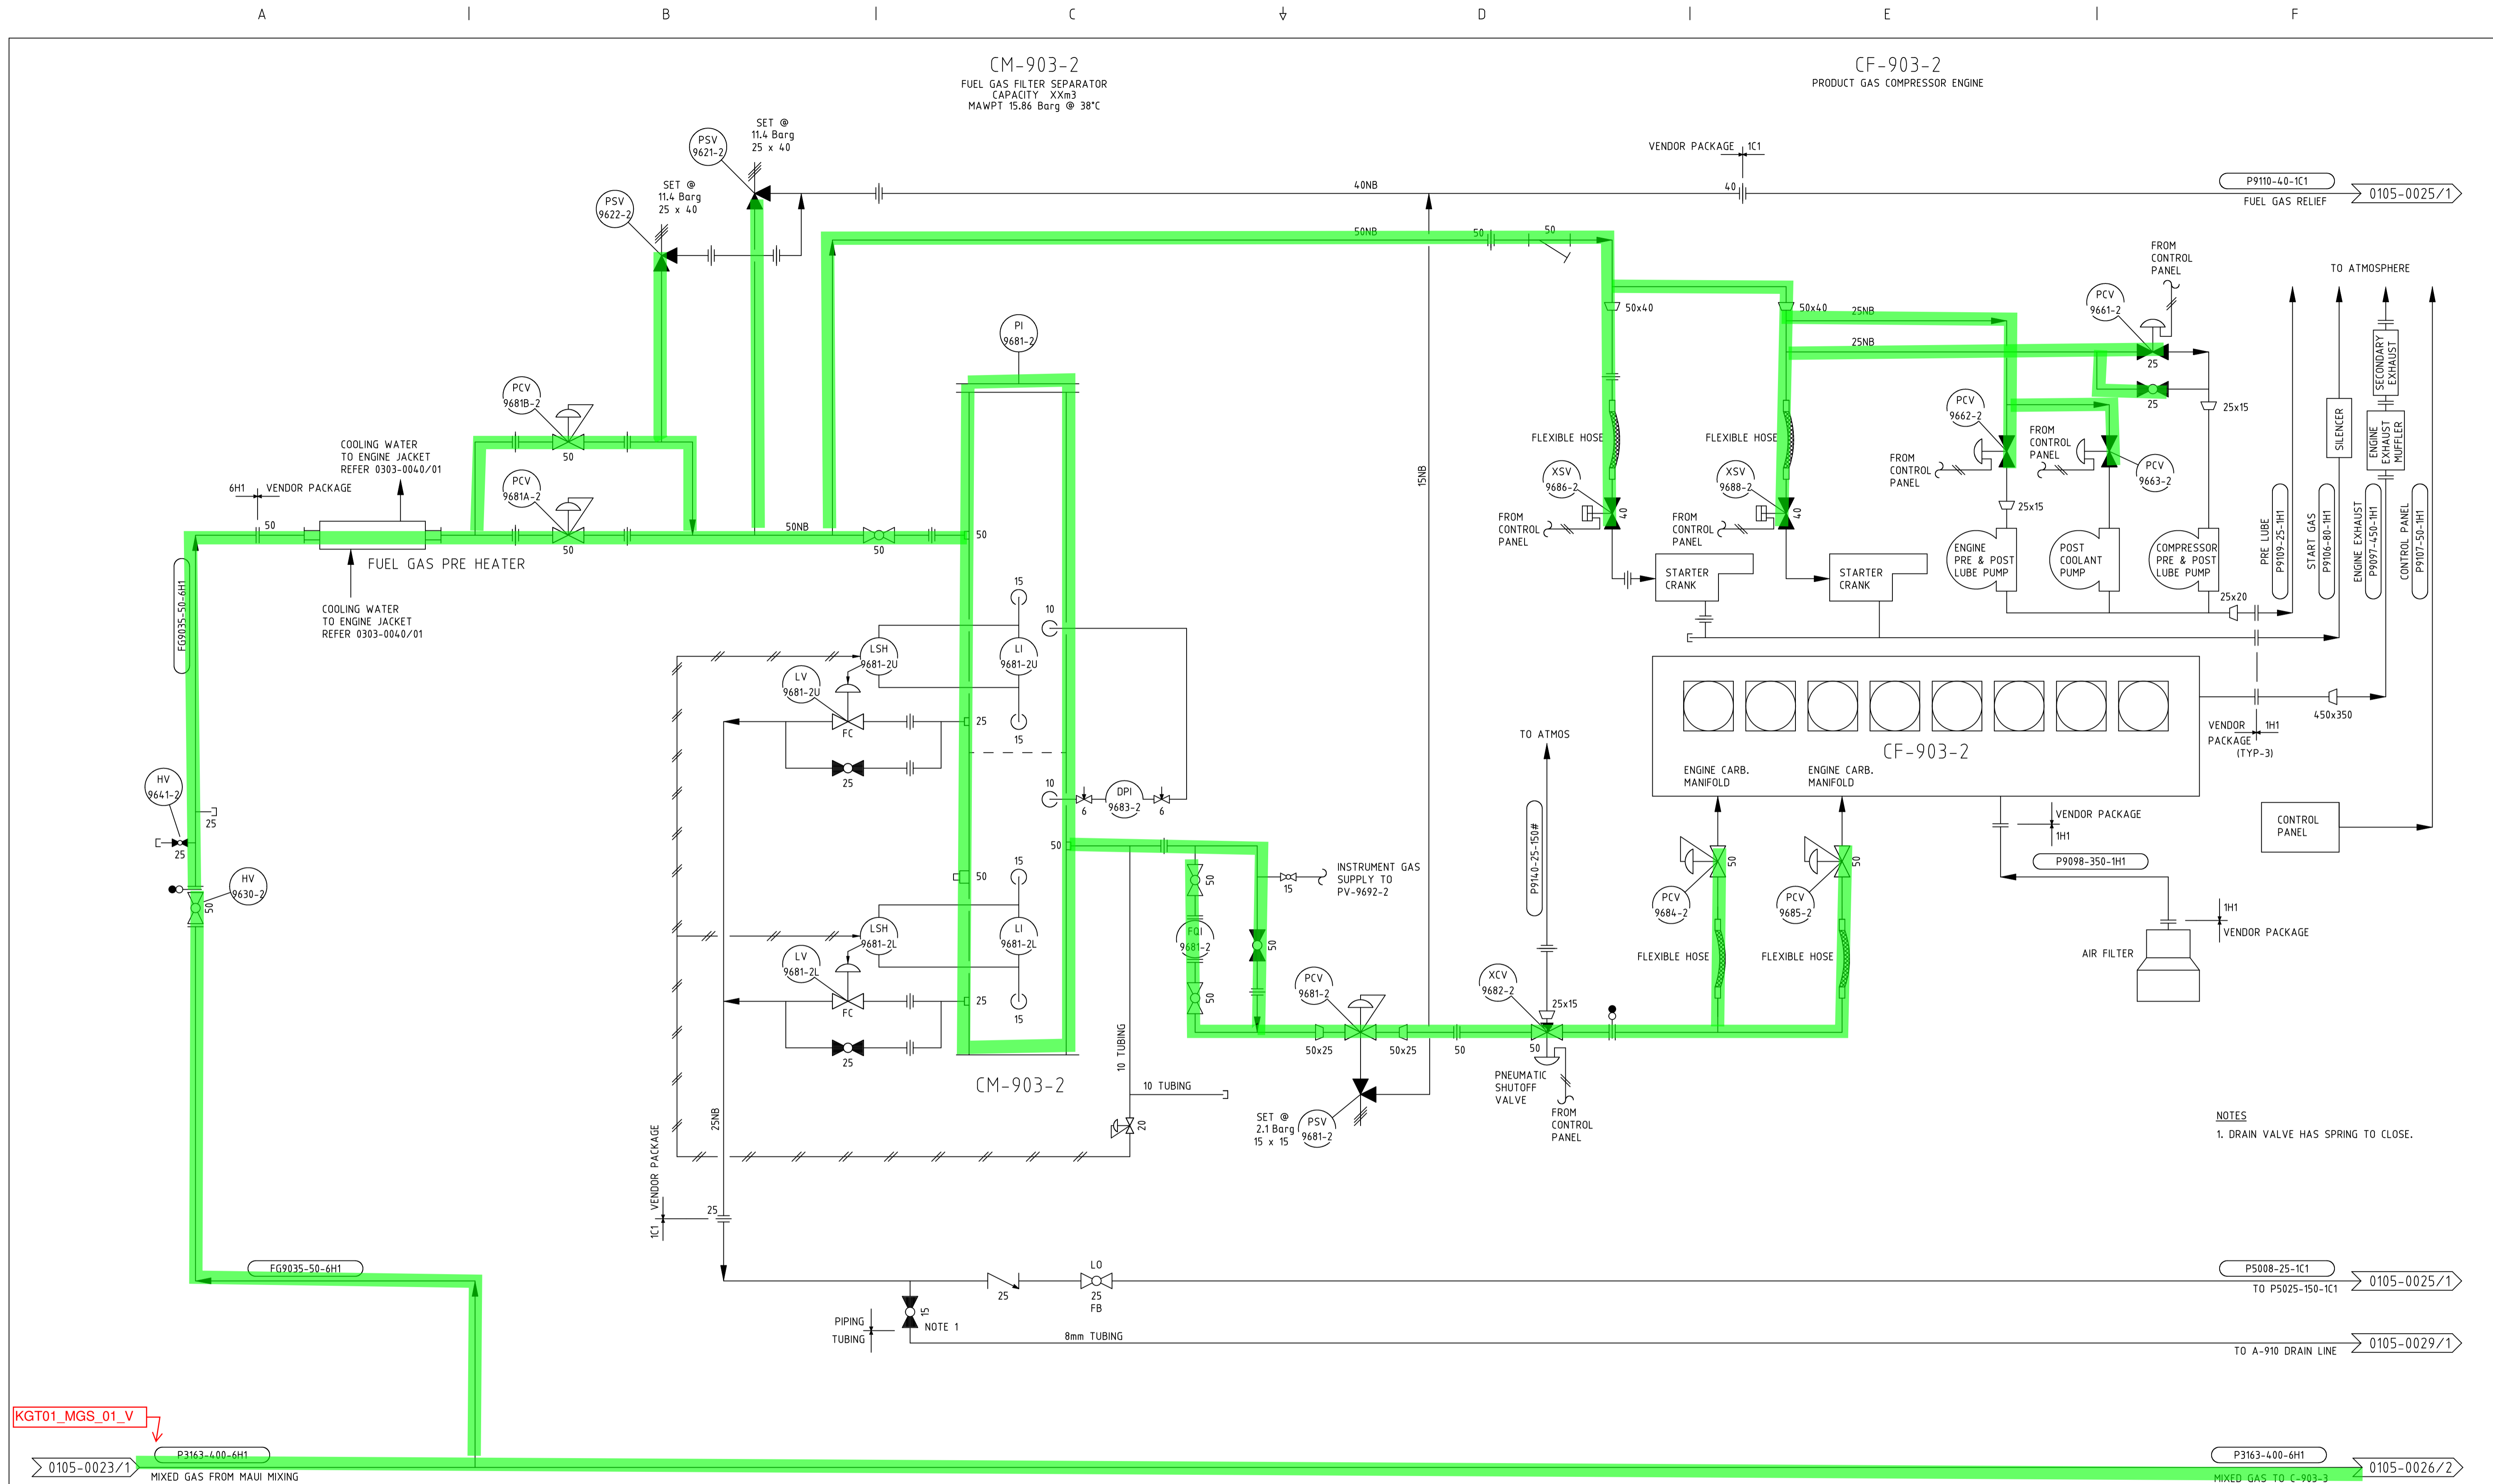 A
B
C
D
E
F
CM-903-2
FUEL GAS FILTER SEPARATOR
CAPACITY XXm3
MAWPT 15.86 Barg @ 38°C
CF-903-2
PRODUCT GAS COMPRESSOR ENGINE
SET @
11.4 Barg
25 x 40
PSV
9621-2
SET @
11.4 Barg
25 x 40
PSV
9622-2
VENDOR PACKAGE
1C1
40NB
40
P9110-40-1C1
FUEL GAS RELIEF
0105-0025/1
50NB
50
50
FROM
CONTROL
PANEL
TO ATMOSPHERE
PCV
9661-2
50x40
50x40
25NB
25NB
25
25
25x15
PI
9681-2
PCV
9681B-2
50
PCV
9681A-2
50
COOLING WATER
TO ENGINE JACKET
REFER 0303-0040/01
6H1
VENDOR PACKAGE
50
FUEL GAS PRE HEATER
COOLING WATER
TO ENGINE JACKET
REFER 0303-0040/01
FG9035-50-6H1
50NB
50
50
FLEXIBLE HOSE
FLEXIBLE HOSE
XSV
9686-2
40
XSV
9688-2
40
FROM
CONTROL
PANEL
FROM
CONTROL
PANEL
PCV
9662-2
FROM
CONTROL
PANEL
FROM
CONTROL
PANEL
PCV
9663-2
25x15
SECONDARY
EXHAUST
SILENCER
ENGINE
EXHAUST
MUFFLER
STARTER
CRANK
STARTER
CRANK
ENGINE
PRE & POST
LUBE PUMP
POST
COOLANT
PUMP
COMPRESSOR
PRE & POST
LUBE PUMP
25x20
PRE LUBE
P9109-25-1H1
START GAS
P9106-80-1H1
ENGINE EXHAUST
P9097-450-1H1
CONTROL PANEL
P9107-50-1H1
15
10
LSH
9681-2U
LI
9681-2U
LV
9681-2U
FC
25
15
25
10
DPI
9683-2
6
6
15NB
HV
9641-2
25
25
HV
9630-2
50
50
50
15
LSH
9681-2L
LI
9681-2L
LV
9681-2L
FC
25
15
25
50
FQI
9681-2
50
50
15
INSTRUMENT GAS
SUPPLY TO
PV-9692-2
TO ATMOS
P9140-25-150#
CF-903-2
ENGINE CARB.
MANIFOLD
ENGINE CARB.
MANIFOLD
450x350
VENDOR
PACKAGE
(TYP-3)
1H1
CONTROL
PANEL
VENDOR PACKAGE
1H1
P9098-350-1H1
1H1
VENDOR PACKAGE
AIR FILTER
PCV
9684-2
50
PCV
9685-2
50
FLEXIBLE HOSE
FLEXIBLE HOSE
PCV
9681-2
50x25
50x25
50
XCV
9682-2
25x15
50
PNEUMATIC
SHUTOFF
VALVE
FROM
CONTROL
PANEL
CM-903-2
10 TUBING
10 TUBING
20
SET @
2.1 Barg
15 x 15
PSV
9681-2
NOTES
1. DRAIN VALVE HAS SPRING TO CLOSE.
25NB
1C1 VENDOR PACKAGE
25
FG9035-50-6H1
25
LO
25
FB
P5008-25-1C1
TO P5025-150-1C1
0105-0025/1
15
NOTE 1
PIPING
TUBING
8mm TUBING
TO A-910 DRAIN LINE
0105-0029/1
KGT01_MGS_01_V
0105-0023/1
P3163-400-6H1
MIXED GAS FROM MAUI MIXING
P3163-400-6H1
MIXED GAS TO C-903-3
0105-0026/2